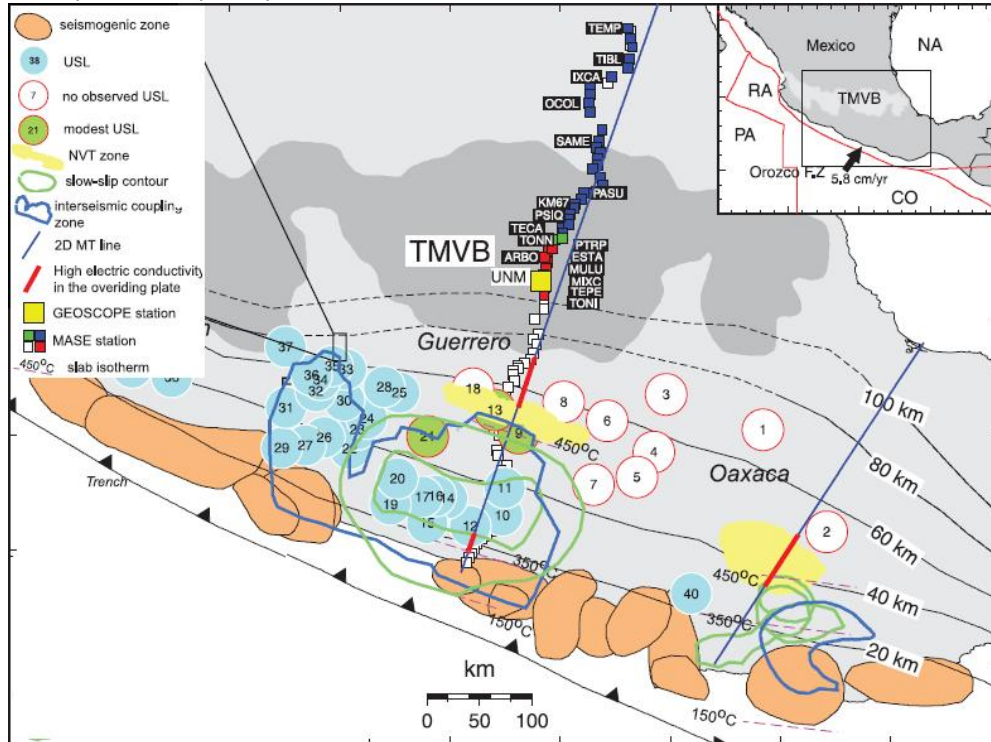 seismogenic zone
38
USL
7
no observed USL
21
modest USL
NVT zone
slow-slip contour
interseismic coupling
zone
2D MT line
High electric conductivity
in the overiding plate
GEOSCOPE station
MASE station
450°C
slab isotherm
TEMP
TIBL
IXCA
OCOL
SAME
PASU
KM67
PSIQ
TECA
TONN
ARBO
UNM
PTRP
ESTA
MULU
MIXC
TEPE
TONI
TMVB
Mexico
NA
RA
TMVB
PA
Orozco F.Z
5.8 cm/yr
CO
Guerrero
Oaxaca
Trench
37
35
33
36
34
32
30
31
28
25
24
23
22
26
27
29
18
13
9
21
8
6
3
4
5
7
1
2
20
19
17
16
14
15
12
11
10
40
450°C
350°C
150°C
450°C
350°C
150°C
100 km
80 km
60 km
40 km
20 km
km
0 50 100